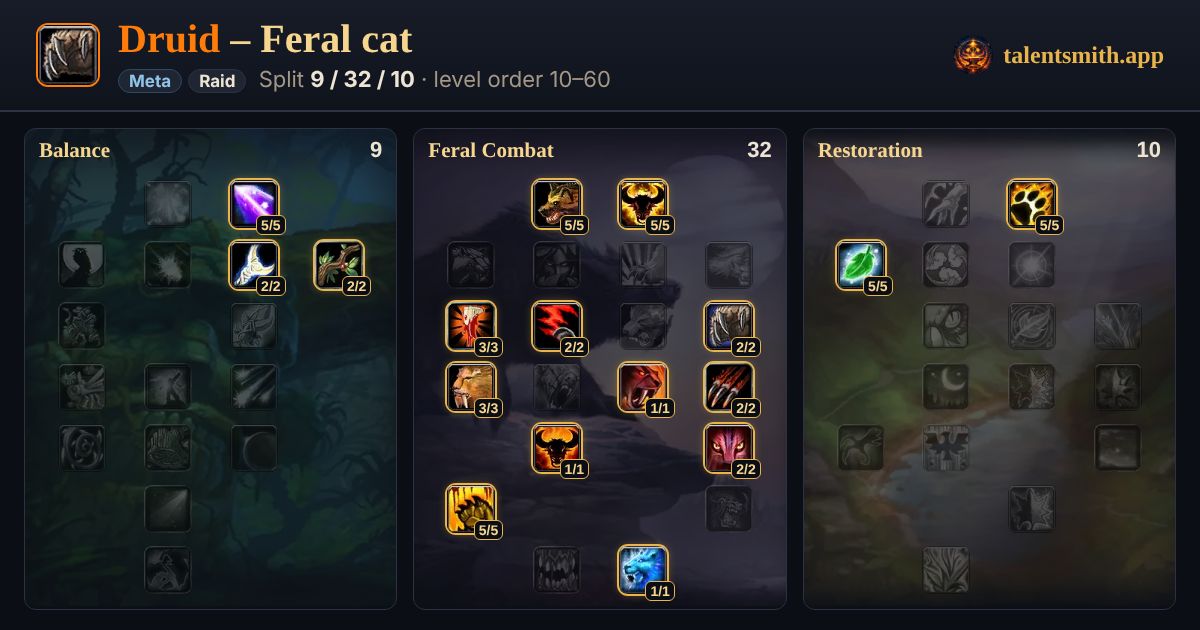 Druid – Feral cat
talentsmith.app
Meta Raid Split 9 / 32 / 10 · level order 10–60
Balance 9
5/5
2/2 2/2
Feral Combat 32
5/5 5/5
3/3 2/2 2/2
3/3 1/1 2/2
1/1 2/2
5/5
1/1
Restoration 10
5/5
5/5